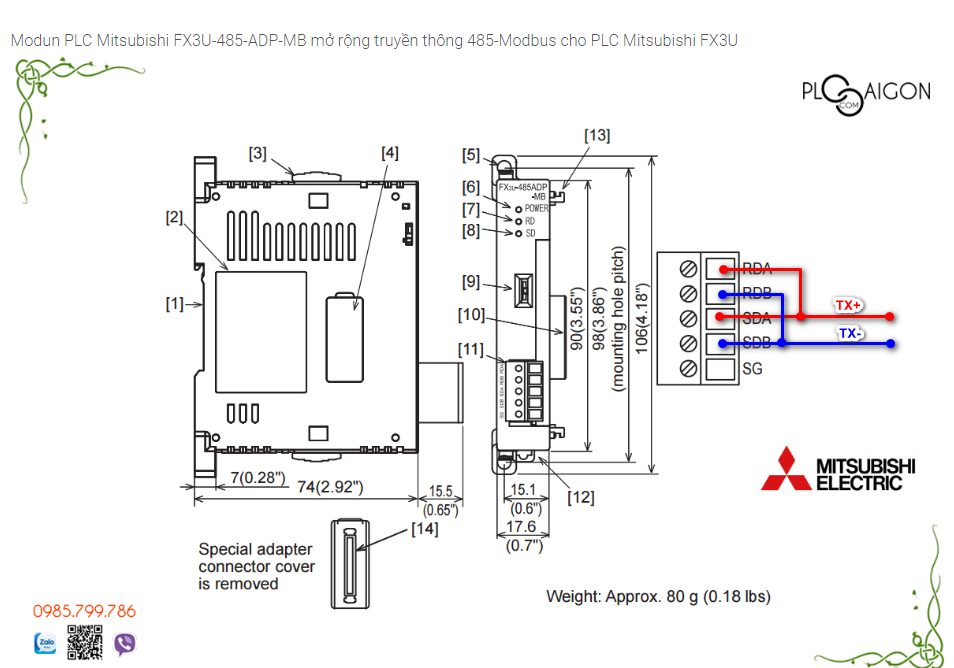 Modun PLC Mitsubishi FX3U-485-ADP-MB mở rộng truyền thông 485-Modbus cho PLC Mitsubishi FX3U
PLC SAIGON
.COM
[1]
[2]
[3]
[4]
[5]
[6]
[7]
[8]
[9]
[10]
[11]
[12]
[13]
[14]
FX3U-485ADP
-MB
POWER
RD
SD
SG SDB SDA RDB RDA
90(3.55")
98(3.86")
(mounting hole pitch)
106(4.18")
RDA
RDB
SDA
SDB
SG
TX+
TX-
7(0.28")
74(2.92")
15.5
(0.65")
15.1
(0.6")
17.6
(0.7")
MITSUBISHI
ELECTRIC
Special adapter
connector cover
is removed
Weight: Approx. 80 g (0.18 lbs)
0985.799.786
Zalo